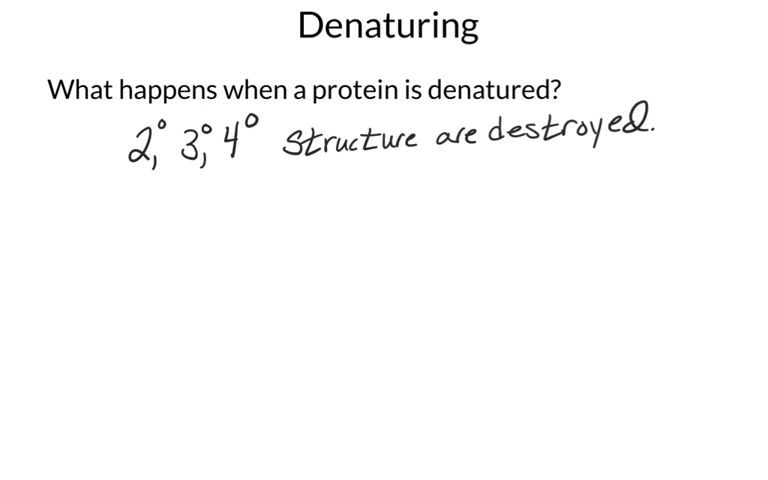 Denaturing
What happens when a protein is denatured?
2°, 3°, 4° structure are destroyed.